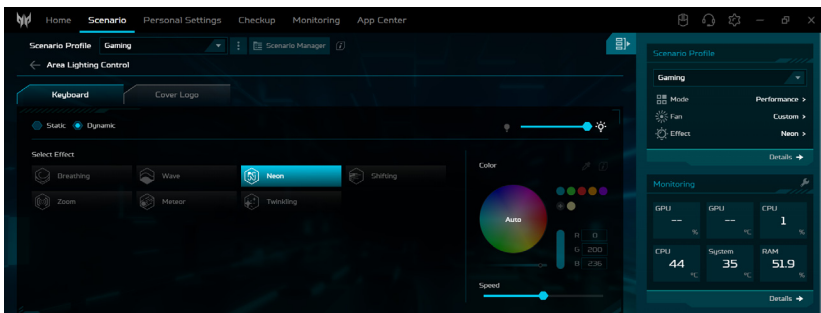 Home Scenario Personal Settings Checkup Monitoring App Center
Scenario Profile Gaming Scenario Manager
Area Lighting Control
Keyboard Cover Logo
Static Dynamic
Select Effect
Breathing Wave Neon Shifting
Zoom Meteor Twinkling
Color
Auto
R 0
G 200
B 236
Speed
Scenario Profile
Gaming
Mode Performance >
Fan Custom >
Effect Neon >
Details →
Monitoring
GPU -- %
GPU -- °C
CPU 1 %
CPU 44 °C
System 35 °C
RAM 51.9 %
Details →